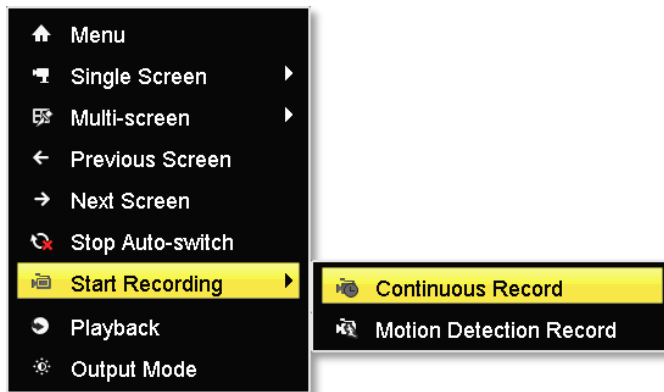 Menu
Single Screen
Multi-screen
Previous Screen
Next Screen
Stop Auto-switch
Start Recording
Continuous Record
Playback
Motion Detection Record
Output Mode